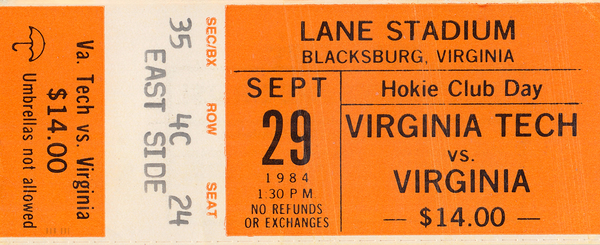 Va. Tech vs. Virginia
$14.00
Umbrellas not allowed
SEC/BX ROW SEAT
35 4C 24
EAST SIDE
LANE STADIUM
BLACKSBURG, VIRGINIA
SEPT
29
1984
1:30 PM
NO REFUNDS
OR EXCHANGES
Hokie Club Day
VIRGINIA TECH
vs.
VIRGINIA
— $14.00 —